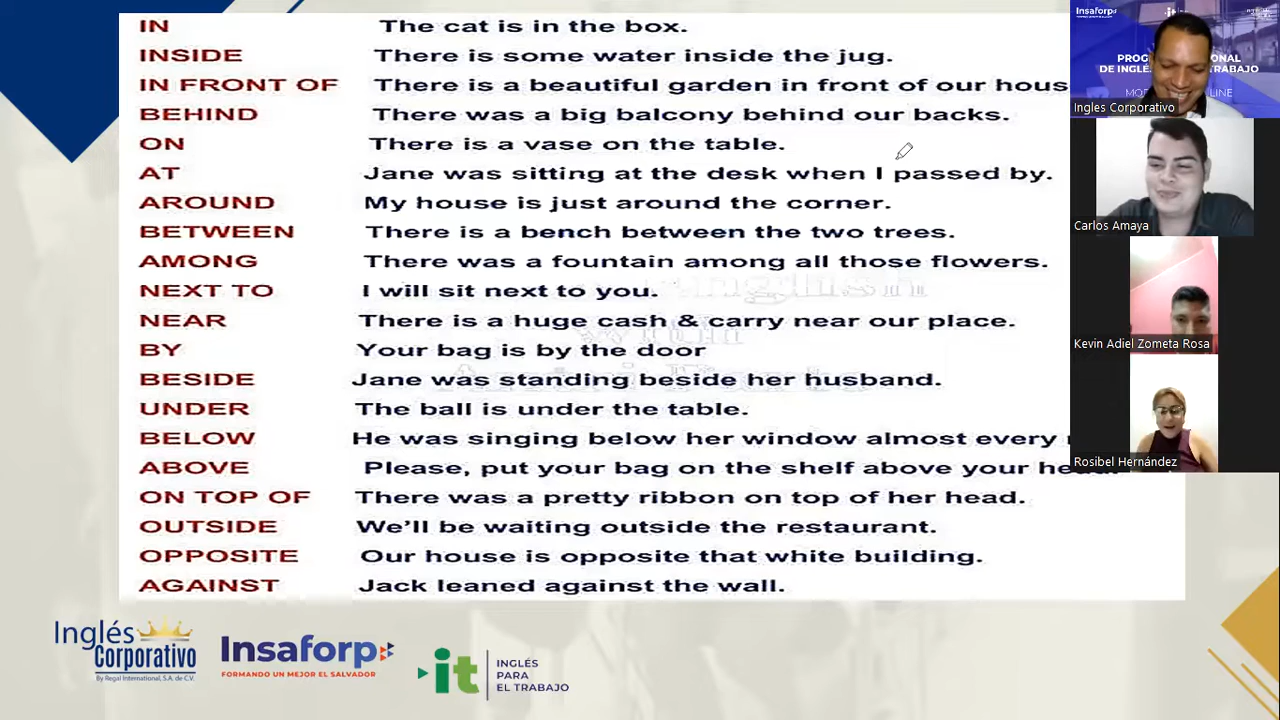 IN The cat is in the box.
INSIDE There is some water inside the jug.
IN FRONT OF There is a beautiful garden in front of our hous
BEHIND There was a big balcony behind our backs.
ON There is a vase on the table.
AT Jane was sitting at the desk when I passed by.
AROUND My house is just around the corner.
BETWEEN There is a bench between the two trees.
AMONG There was a fountain among all those flowers.
NEXT TO I will sit next to you.
NEAR There is a huge cash & carry near our place.
BY Your bag is by the door
BESIDE Jane was standing beside her husband.
UNDER The ball is under the table.
BELOW He was singing below her window almost every
ABOVE Please, put your bag on the shelf above your
ON TOP OF There was a pretty ribbon on top of her head.
OUTSIDE We'll be waiting outside the restaurant.
OPPOSITE Our house is opposite that white building.
AGAINST Jack leaned against the wall.
Inglés
Corporativo
By Regal International, S.A. de C.V.
Insaforp
FORMANDO UN MEJOR EL SALVADOR
it
INGLÉS
PARA
EL TRABAJO
Insaforp
Ingles Corporativo
Carlos Amaya
Kevin Adiel Zometa Rosa
Rosibel Hernández